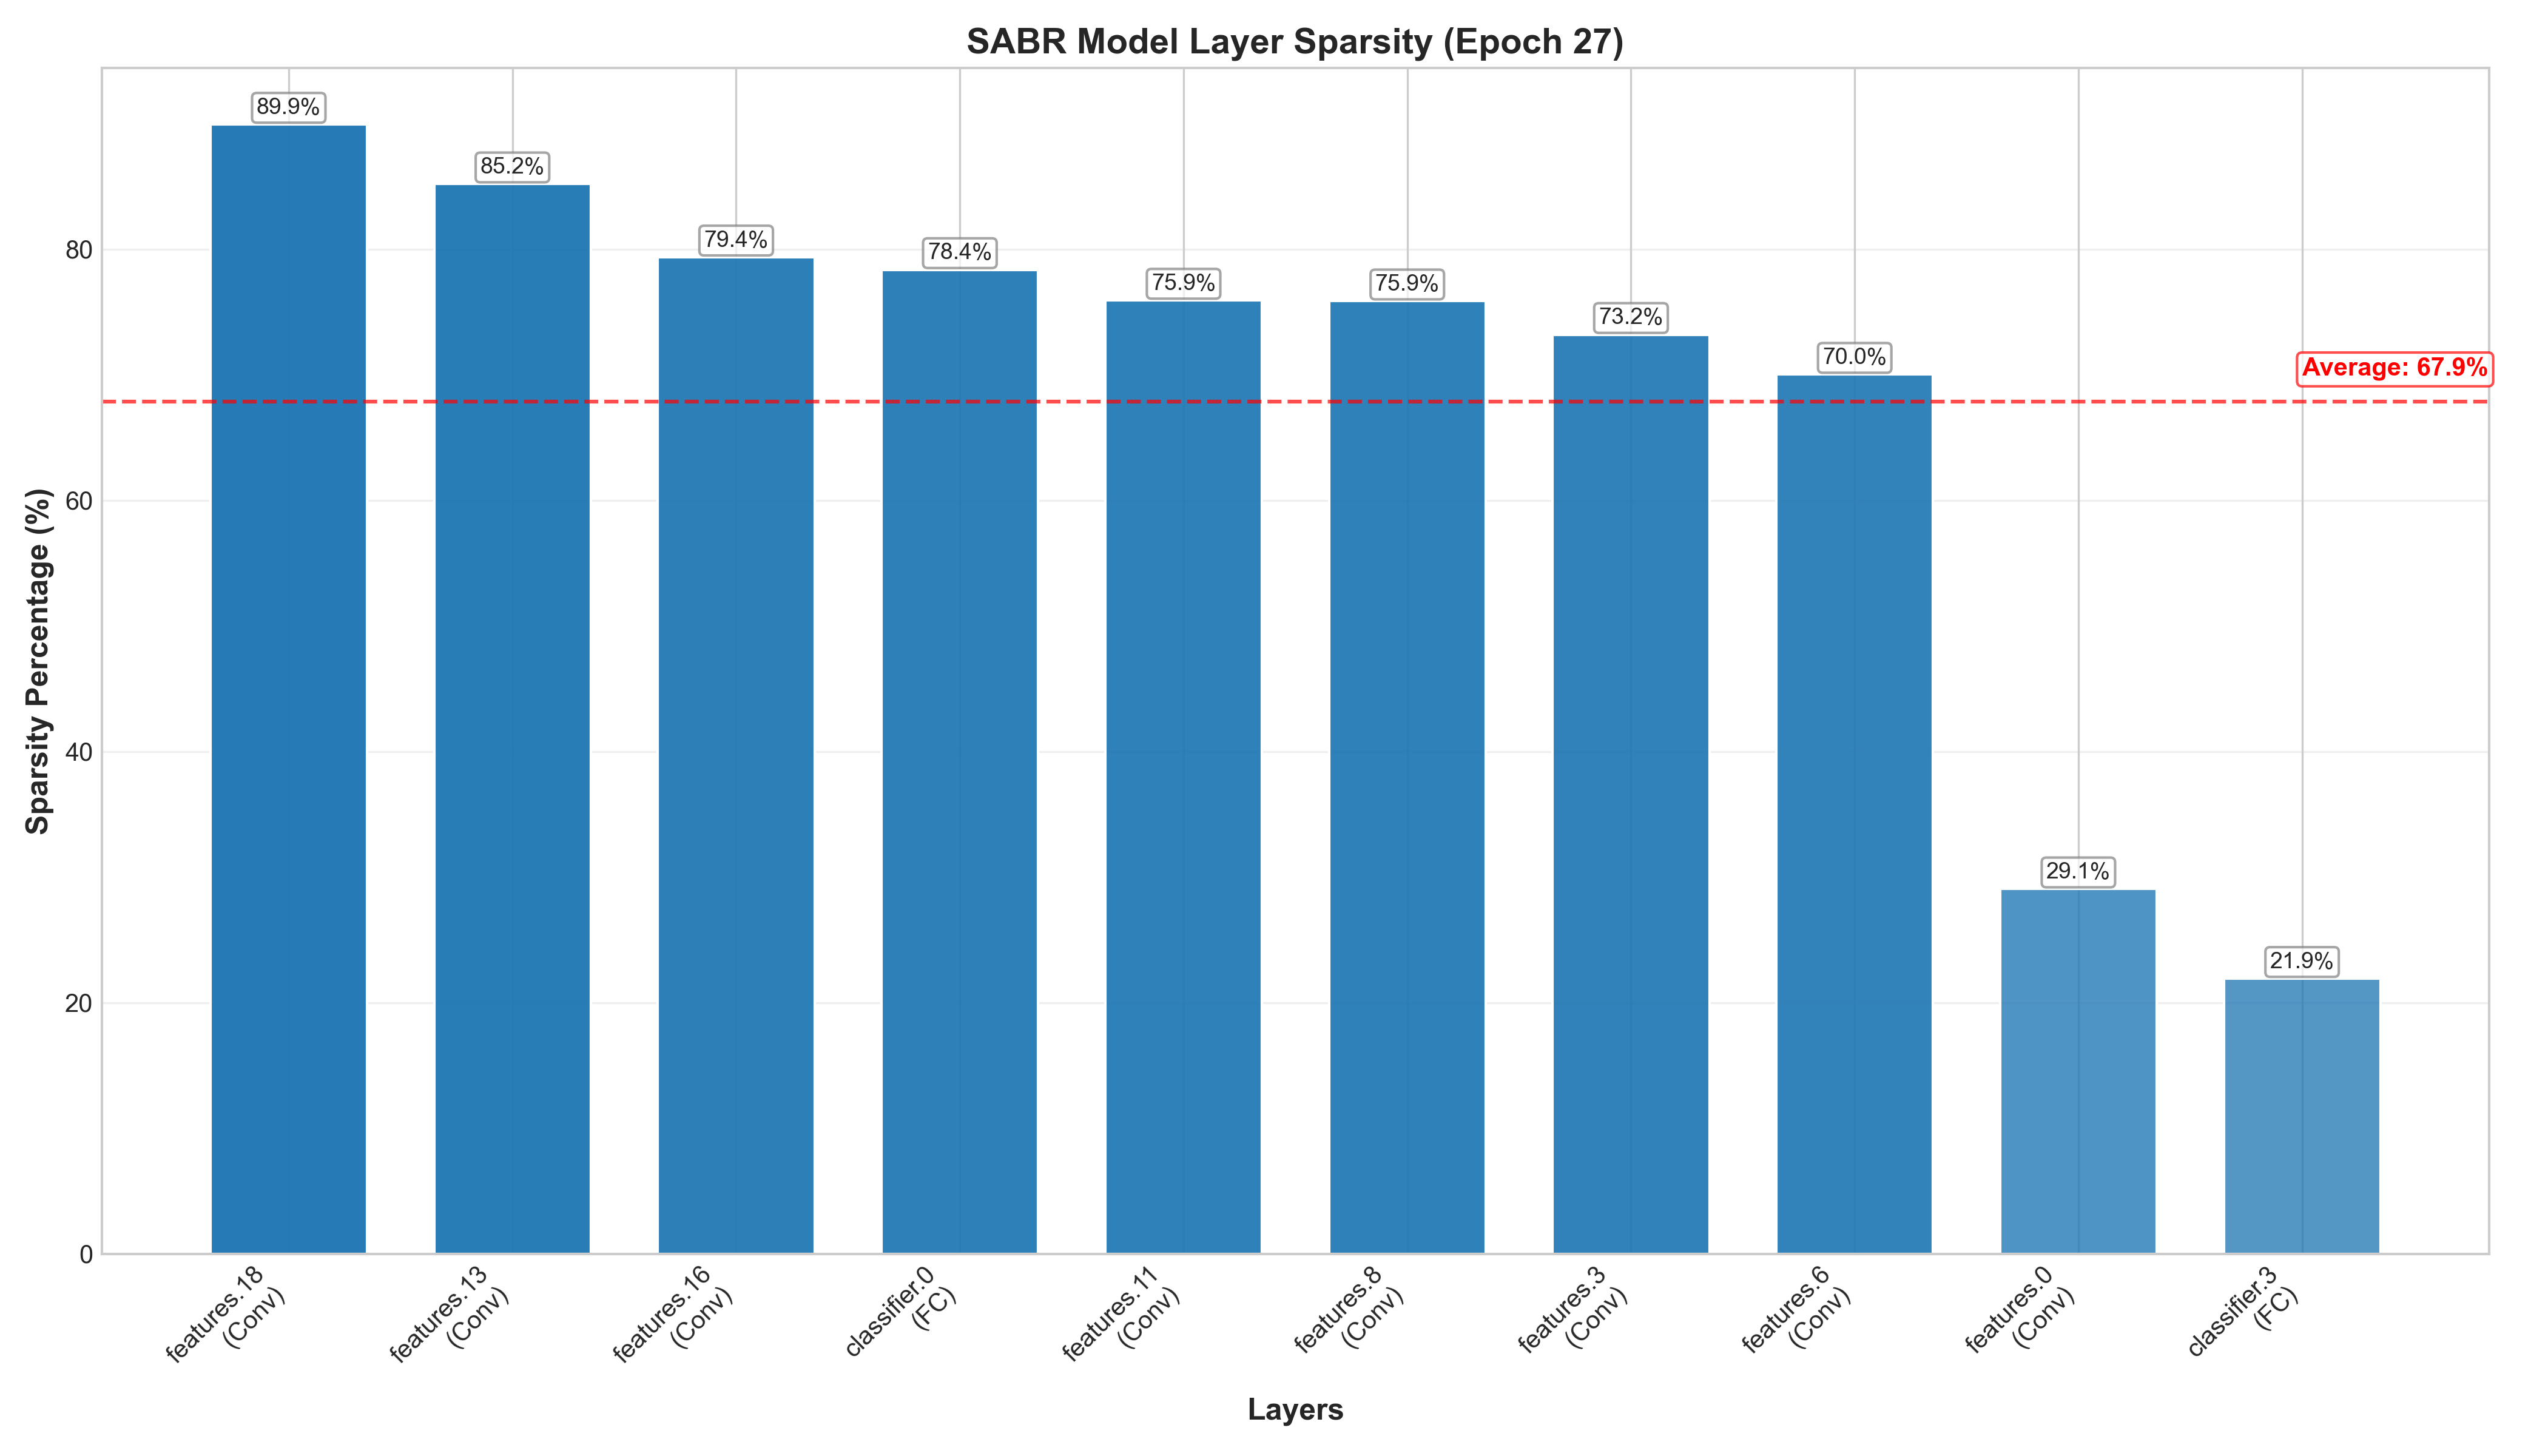 SABR Model Layer Sparsity (Epoch 27)
Sparsity Percentage (%)
80
60
40
20
0
89.9%
85.2%
79.4%
78.4%
75.9%
75.9%
73.2%
70.0%
29.1%
21.9%
Average: 67.9%
features.18
(Conv)
features.13
(Conv)
features.16
(Conv)
classifier.0
(FC)
features.11
(Conv)
features.8
(Conv)
features.3
(Conv)
features.6
(Conv)
features.0
(Conv)
classifier.3
(FC)
Layers